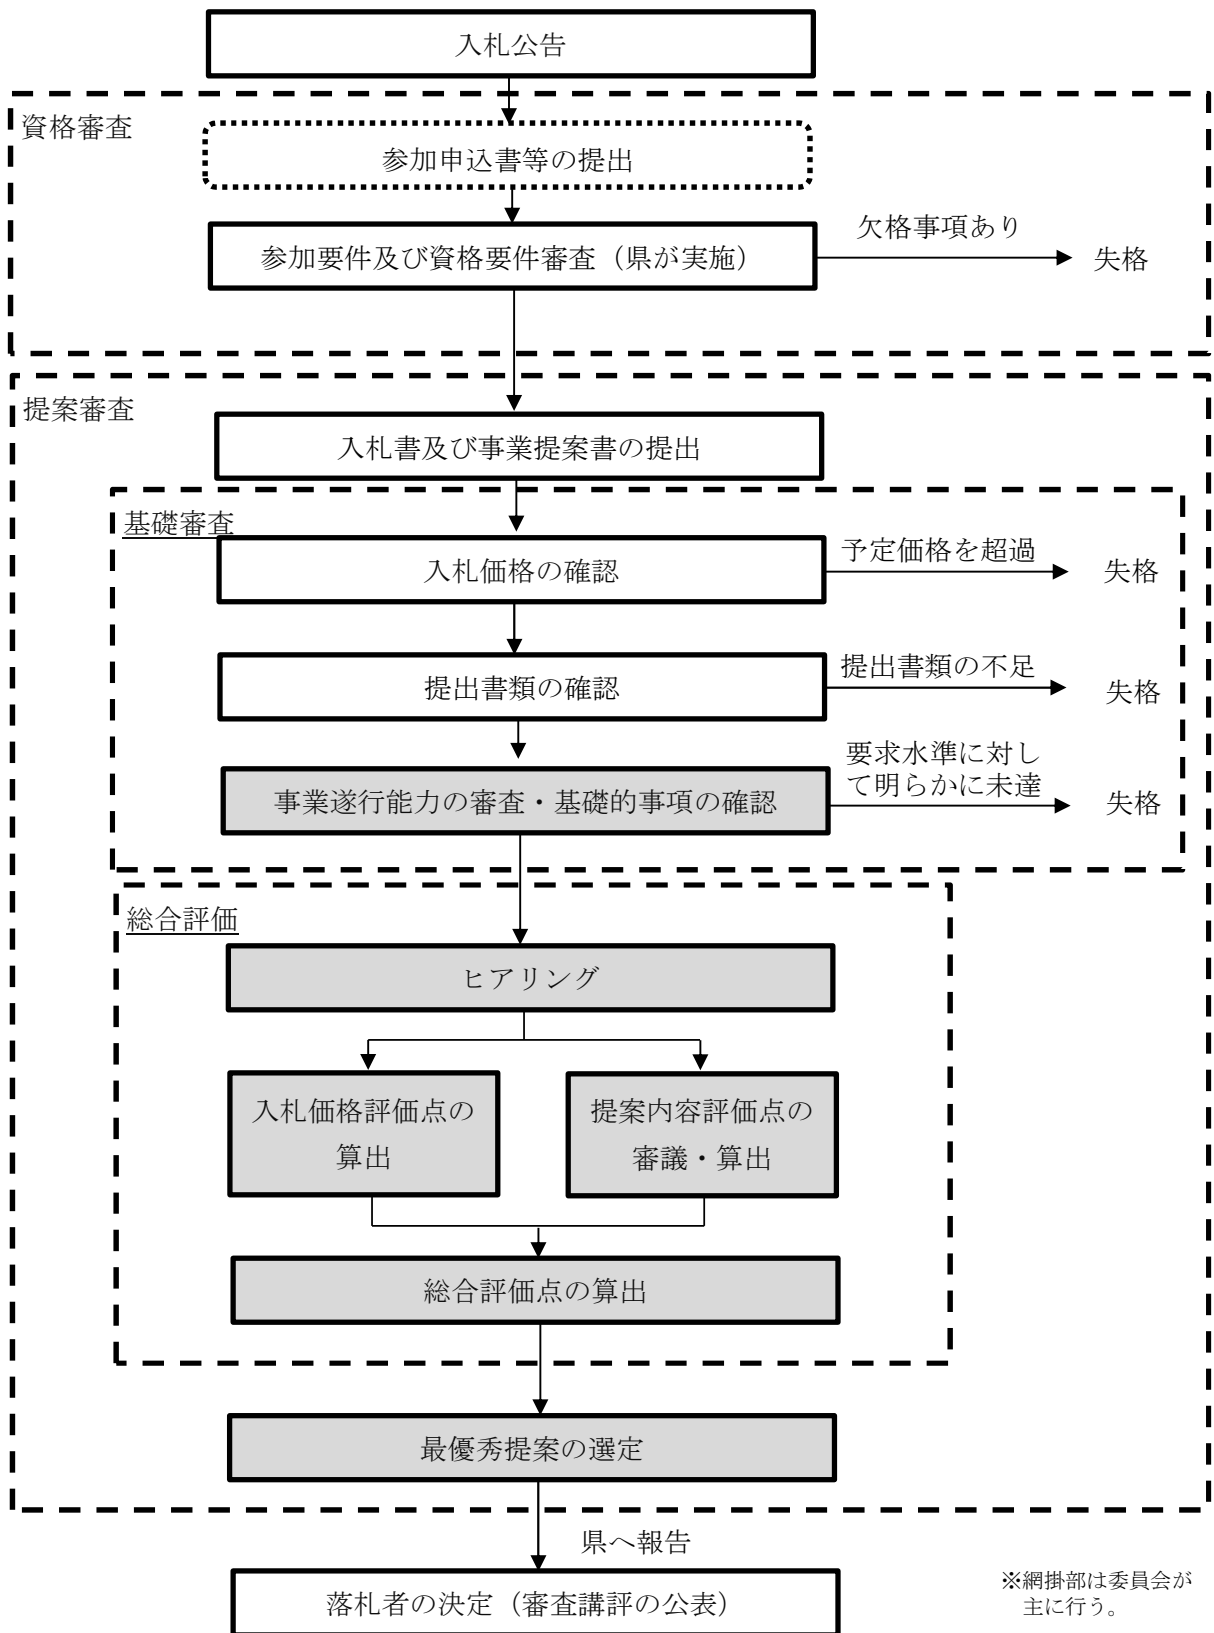 入札公告
資格審査
参加申込書等の提出
参加要件及び資格要件審査（県が実施）
欠格事項あり
失格
提案審査
入札書及び事業提案書の提出
基礎審査
入札価格の確認
予定価格を超過
失格
提出書類の確認
提出書類の不足
失格
事業遂行能力の審査・基礎的事項の確認
要求水準に対し
て明らかに未達
失格
総合評価
ヒアリング
入札価格評価点の
算出
提案内容評価点の
審議・算出
総合評価点の算出
最優秀提案の選定
県へ報告
落札者の決定（審査講評の公表）
※網掛部は委員会が
主に行う。